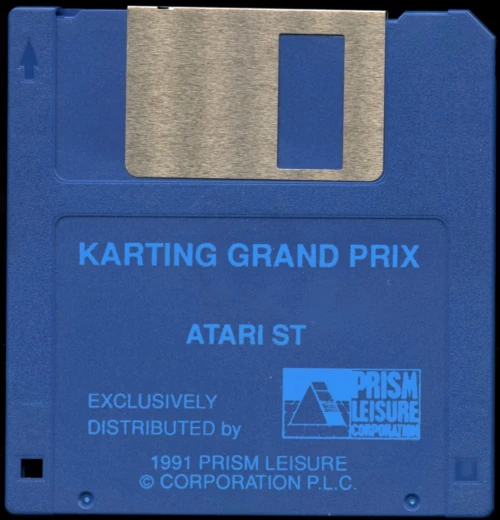 KARTING GRAND PRIX
ATARI ST
EXCLUSIVELY
DISTRIBUTED by
PRISM
LEISURE
CORPORATION
1991 PRISM LEISURE
© CORPORATION P.L.C.